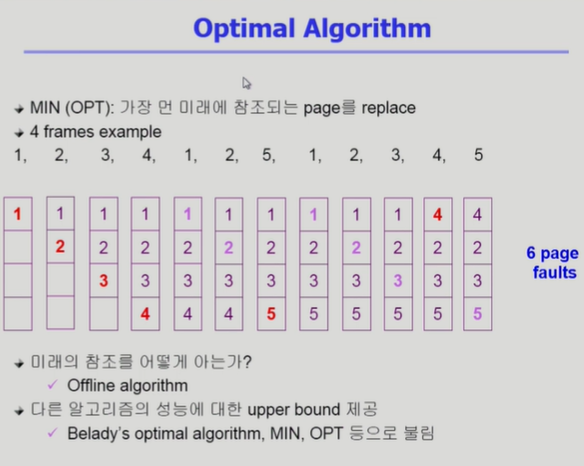 Optimal Algorithm
MIN (OPT): 가장 먼 미래에 참조되는 page를 replace
4 frames example
1, 2, 3, 4, 1, 2, 5, 1, 2, 3, 4, 5
1 1 1 1 1 1 1 1 1 1 4 4
2 2 2 2 2 2 2 2 2 2 2
3 3 3 3 3 3 3 3 3 3
4 4 4 5 5 5 5 5 5
6 page
faults
미래의 참조를 어떻게 아는가?
✓ Offline algorithm
다른 알고리즘의 성능에 대한 upper bound 제공
✓ Belady's optimal algorithm, MIN, OPT 등으로 불림